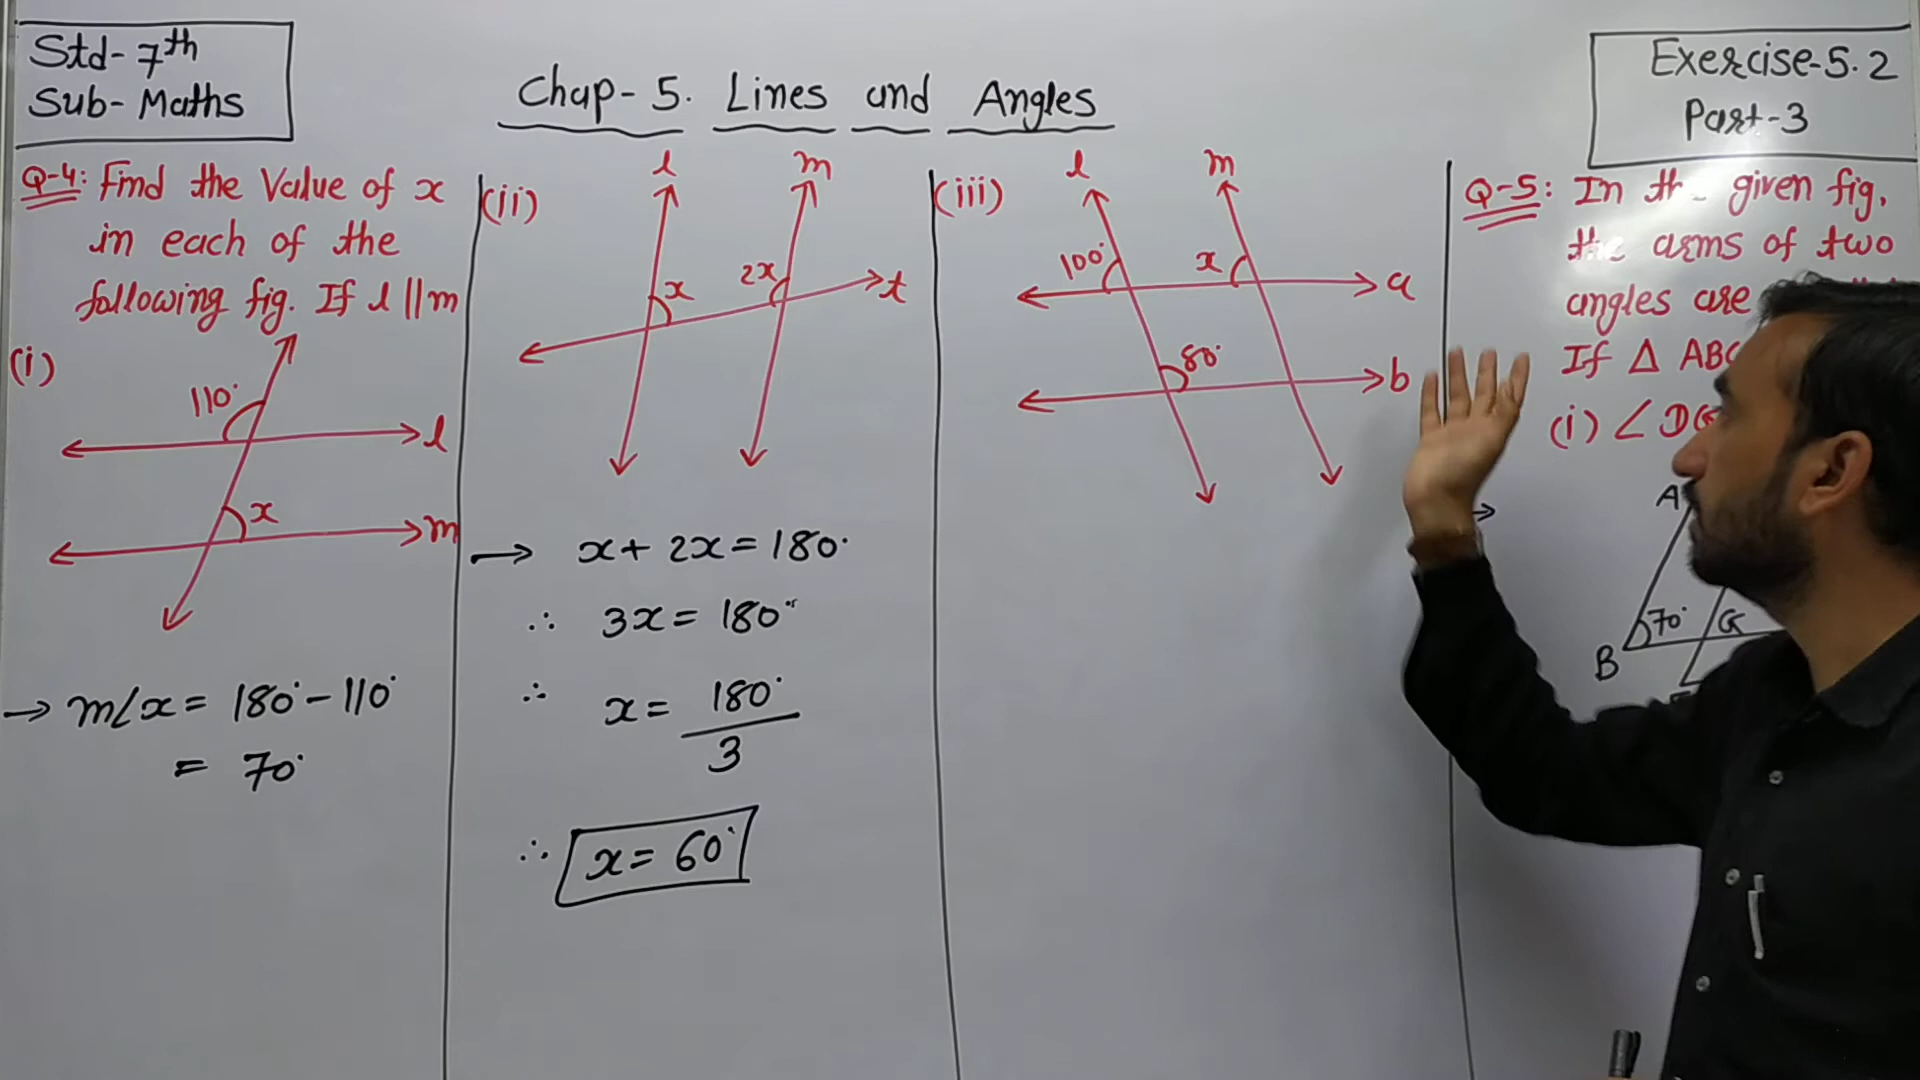 Std- 7th
Sub- Maths
Chap- 5. Lines and Angles
Exercise-5.2
Part-3
Q-4: Find the Value of x
in each of the
following fig. If l || m
(i)
110°
l
x
m
→ m∠x = 180° - 110°
= 70°
(ii)
l
m
x
2x
t
→ x + 2x = 180°
∴ 3x = 180°
∴ x = 180°
3
∴ x = 60°
(iii)
l
m
100°
x
a
80°
b
Q-5: In given fig,
the arms of two
angles are
If Δ ABC
(i) ∠DG
→
A
70°
G
B